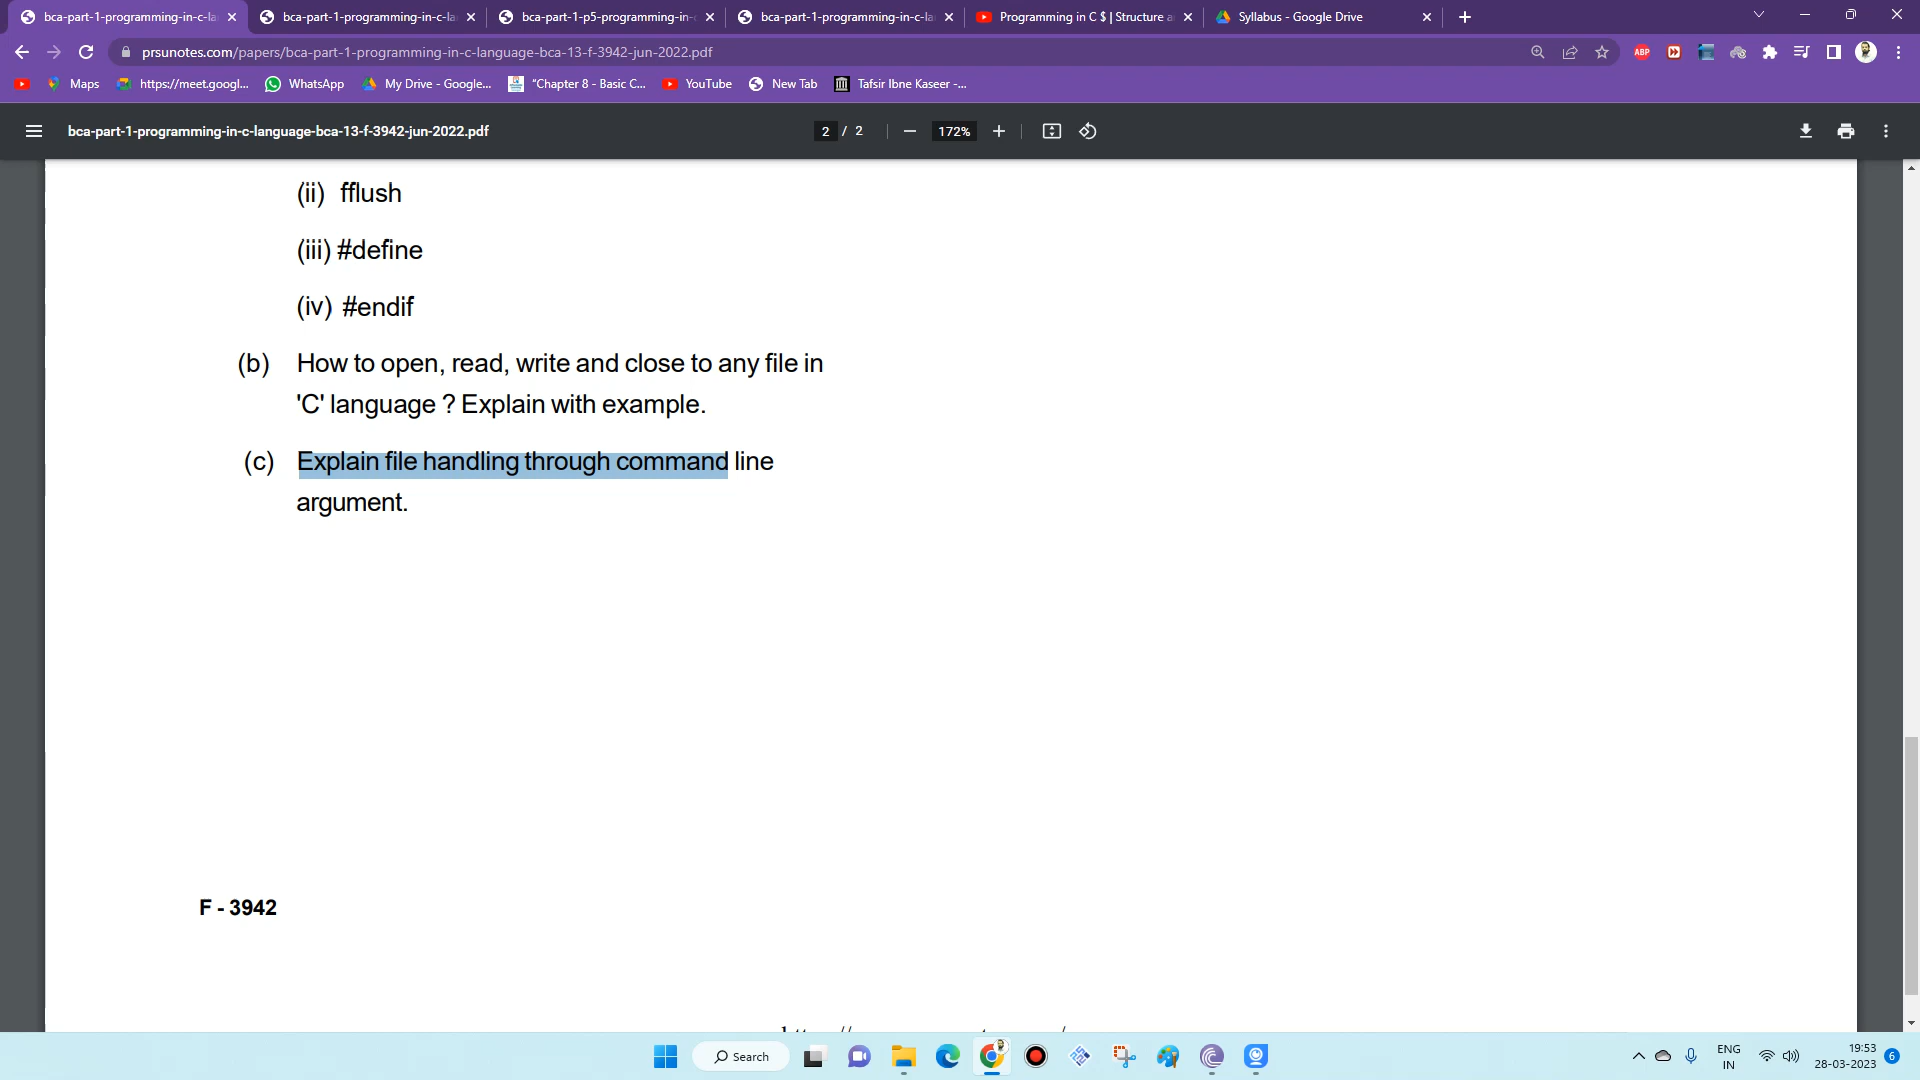 bca-part-1-programming-in-c-la
bca-part-1-programming-in-c-la
bca-part-1-p5-programming-in-
bca-part-1-programming-in-c-la
Programming in C $ | Structure a
Syllabus - Google Drive
prsunotes.com/papers/bca-part-1-programming-in-c-language-bca-13-f-3942-jun-2022.pdf
ABP
Maps
https://meet.googl...
WhatsApp
My Drive - Google...
"Chapter 8 - Basic C...
YouTube
New Tab
Tafsir Ibne Kaseer -...
bca-part-1-programming-in-c-language-bca-13-f-3942-jun-2022.pdf
2 / 2
172%
(ii) fflush
(iii) #define
(iv) #endif
(b) How to open, read, write and close to any file in
'C' language ? Explain with example.
(c) Explain file handling through command line
argument.
F - 3942
Search
ENG
IN
19:53
28-03-2023
6